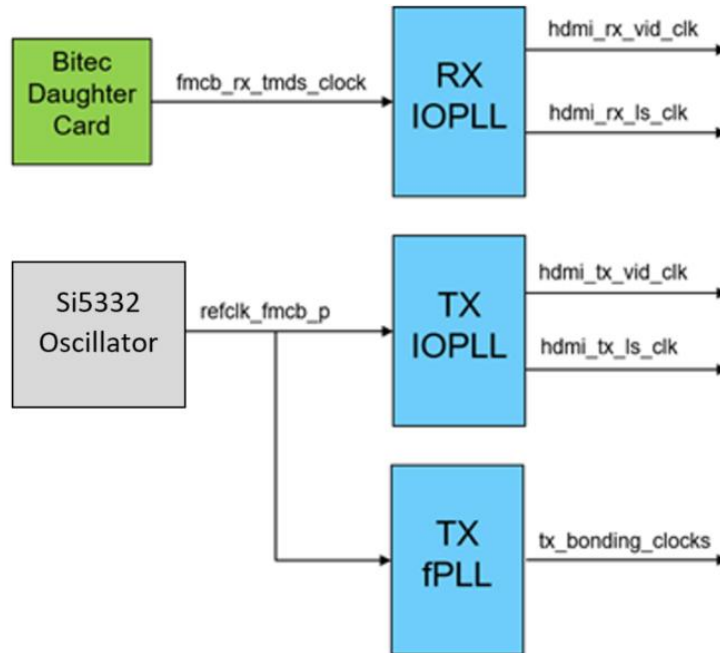 Bitec
Daughter
Card
fmcb_rx_tmds_clock
RX
IOPLL
hdmi_rx_vid_clk
hdmi_rx_ls_clk
Si5332
Oscillator
refclk_fmcb_p
TX
IOPLL
hdmi_tx_vid_clk
hdmi_tx_ls_clk
TX
fPLL
tx_bonding_clocks